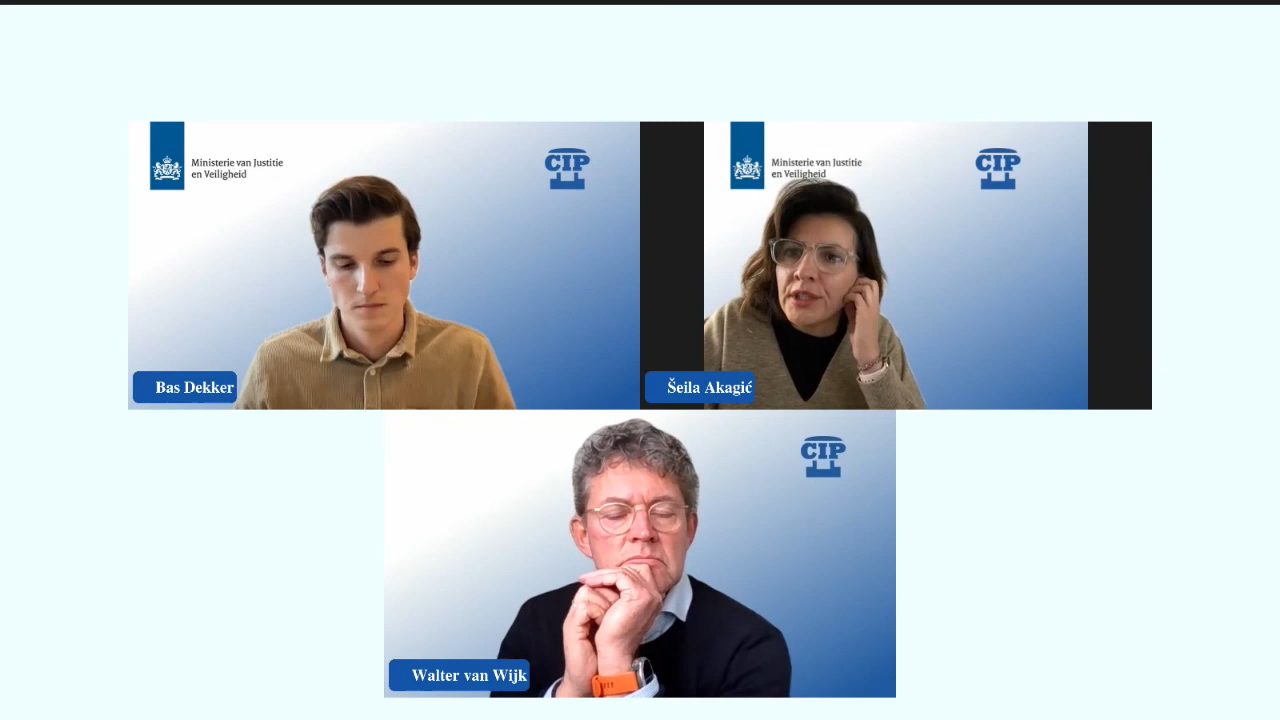 Ministerie van Justitie
en Veiligheid
CIP
Bas Dekker
Ministerie van Justitie
en Veiligheid
CIP
Šeila Akagić
CIP
Walter van Wijk